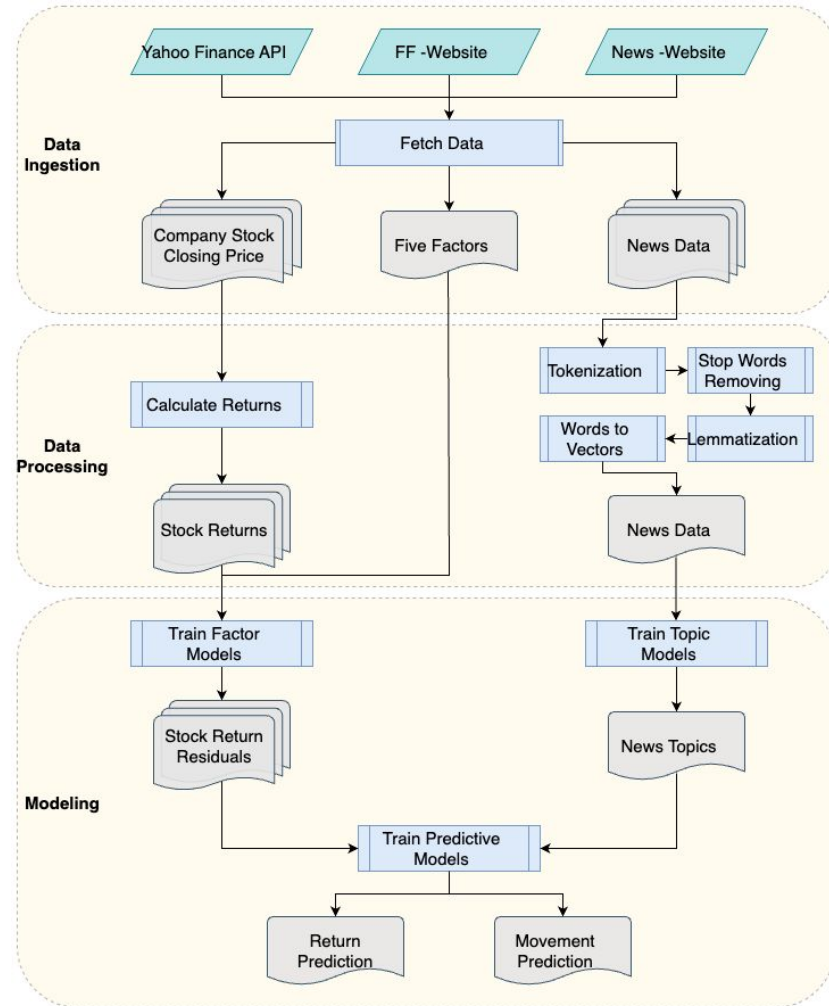 Yahoo Finance API
FF -Website
News -Website
Data
Ingestion
Fetch Data
Company Stock
Closing Price
Five Factors
News Data
Data
Processing
Calculate Returns
Tokenization
Stop Words
Removing
Words to
Vectors
Lemmatization
Stock Returns
News Data
Modeling
Train Factor
Models
Train Topic
Models
Stock Return
Residuals
News Topics
Train Predictive
Models
Return
Prediction
Movement
Prediction